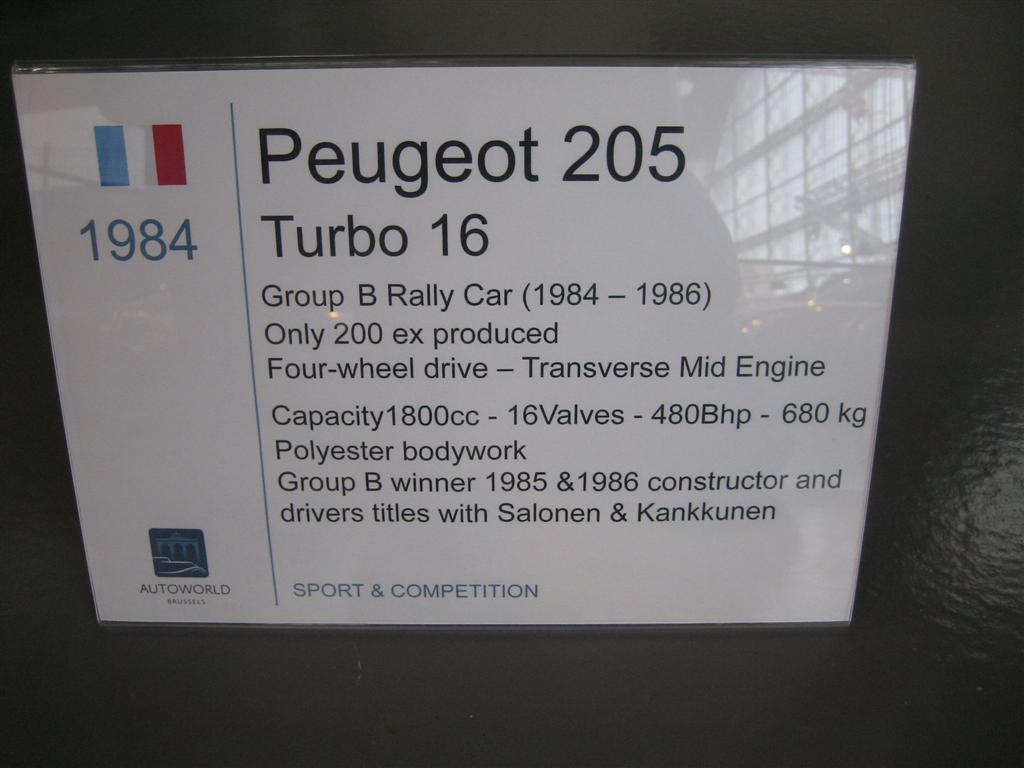 1984
Peugeot 205
Turbo 16
Group B Rally Car (1984 – 1986)
Only 200 ex produced
Four-wheel drive – Transverse Mid Engine
Capacity1800cc - 16Valves - 480Bhp - 680 kg
Polyester bodywork
Group B winner 1985 &1986 constructor and
drivers titles with Salonen & Kankkunen
SPORT & COMPETITION
AUTOWORLD
BRUSSELS